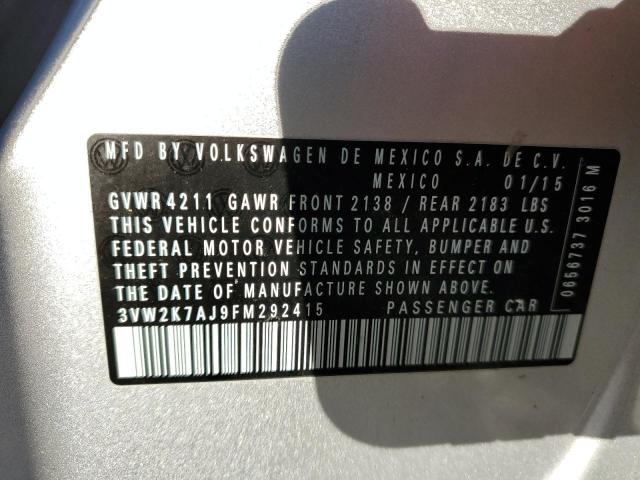 MFD BY VOLKSWAGEN DE MEXICO S.A. DE C.V.
MEXICO 01/15
GVWR 4211 GAWR FRONT 2138 / REAR 2183 LBS
THIS VEHICLE CONFORMS TO ALL APPLICABLE U.S.
FEDERAL MOTOR VEHICLE SAFETY, BUMPER AND
THEFT PREVENTION STANDARDS IN EFFECT ON
THE DATE OF MANUFACTURE SHOWN ABOVE.
3VW2K7AJ9FM292415 PASSENGER CAR
0656737 3016 M